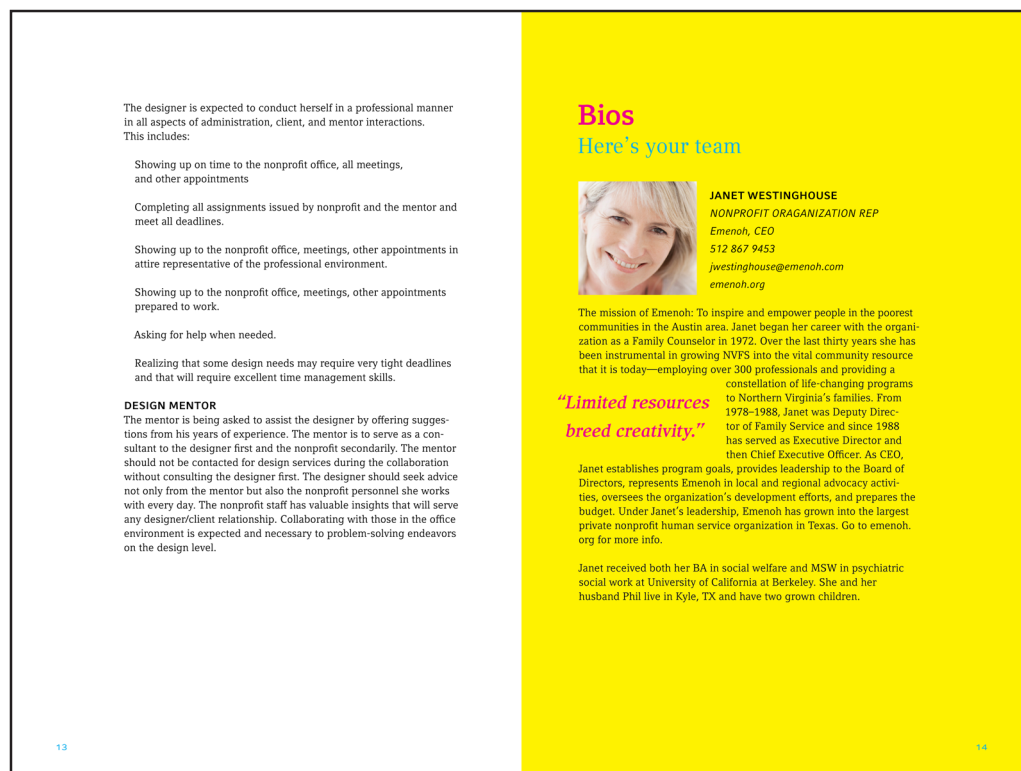 The designer is expected to conduct herself in a professional manner
in all aspects of administration, client, and mentor interactions.
This includes:
Showing up on time to the nonprofit office, all meetings,
and other appointments
Completing all assignments issued by nonprofit and the mentor and
meet all deadlines.
Showing up to the nonprofit office, meetings, other appointments in
attire representative of the professional environment.
Showing up to the nonprofit office, meetings, other appointments
prepared to work.
Asking for help when needed.
Realizing that some design needs may require very tight deadlines
and that will require excellent time management skills.
DESIGN MENTOR
The mentor is being asked to assist the designer by offering sugges-
tions from his years of experience. The mentor is to serve as a con-
sultant to the designer first and the nonprofit secondarily. The mentor
should not be contacted for design services during the collaboration
without consulting the designer first. The designer should seek advice
not only from the mentor but also the nonprofit personnel she works
with every day. The nonprofit staff has valuable insights that will serve
any designer/client relationship. Collaborating with those in the office
environment is expected and necessary to problem-solving endeavors
on the design level.
13
Bios
Here's your team
JANET WESTINGHOUSE
NONPROFIT ORAGANIZATION REP
Emenoh, CEO
512 867 9453
jwestinghouse@emenoh.com
emenoh.org
The mission of Emenoh: To inspire and empower people in the poorest
communities in the Austin area. Janet began her career with the organi-
zation as a Family Counselor in 1972. Over the last thirty years she has
been instrumental in growing NVFS into the vital community resource
that it is today—employing over 300 professionals and providing a
constellation of life-changing programs
to Northern Virginia's families. From
1978–1988, Janet was Deputy Direc-
tor of Family Service and since 1988
has served as Executive Director and
then Chief Executive Officer. As CEO,
"Limited resources
breed creativity."
Janet establishes program goals, provides leadership to the Board of
Directors, represents Emenoh in local and regional advocacy activi-
ties, oversees the organization's development efforts, and prepares the
budget. Under Janet's leadership, Emenoh has grown into the largest
private nonprofit human service organization in Texas. Go to emenoh.
org for more info.
Janet received both her BA in social welfare and MSW in psychiatric
social work at University of California at Berkeley. She and her
husband Phil live in Kyle, TX and have two grown children.
14